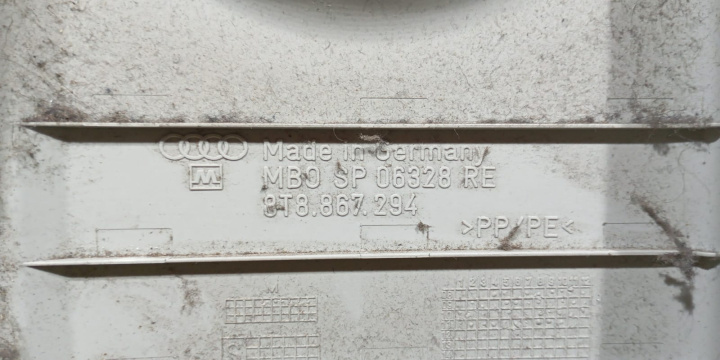 Made in Germany
MBO SP 06328 RE
8T8.867.294
>PP/PE<